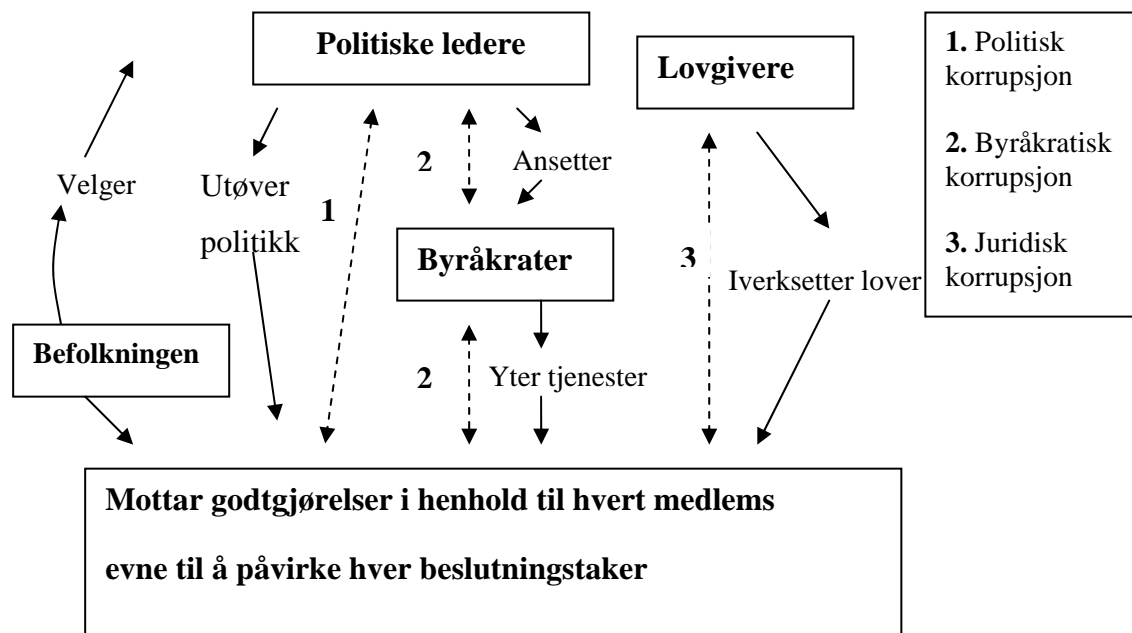 Politiske ledere
Lovgivere
1. Politisk
korrupsjon
2. Byråkratisk
korrupsjon
3. Juridisk
korrupsjon
Velger
Utøver
politikk
1
2
Ansetter
Byråkrater
3
Iverksetter lover
Befolkningen
2
Yter tjenester
Mottar godtgjørelser i henhold til hvert medlems
evne til å påvirke hver beslutningstaker